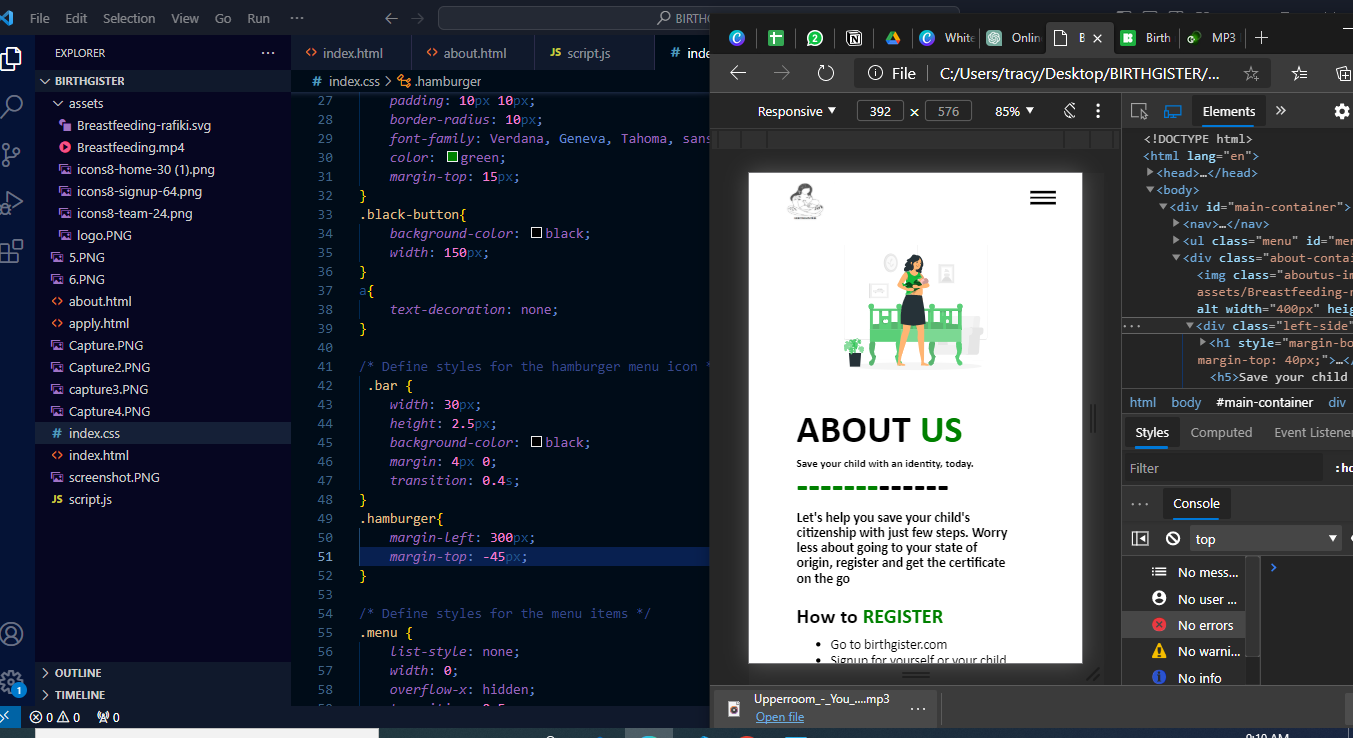 File Edit Selection View Go Run ···
BIRTHG
EXPLORER ···
BIRTHGISTER
assets
Breastfeeding-rafiki.svg
Breastfeeding.mp4
icons8-home-30 (1).png
icons8-signup-64.png
icons8-team-24.png
logo.PNG
5.PNG
6.PNG
about.html
apply.html
Capture.PNG
Capture2.PNG
capture3.PNG
Capture4.PNG
# index.css
index.html
screenshot.PNG
JS script.js
OUTLINE
TIMELINE
1
0 0 0
<> index.html <> about.html JS script.js # inde
# index.css > .hamburger
27 padding: 10px 10px;
28 border-radius: 10px;
29 font-family: Verdana, Geneva, Tahoma, sans
30 color: green;
31 margin-top: 15px;
32 }
33 .black-button{
34 background-color: black;
35 width: 150px;
36 }
37 a{
38 text-decoration: none;
39 }
40
41 /* Define styles for the hamburger menu icon *
42 .bar {
43 width: 30px;
44 height: 2.5px;
45 background-color: black;
46 margin: 4px 0;
47 transition: 0.4s;
48 }
49 .hamburger{
50 margin-left: 300px;
51 margin-top: -45px;
52 }
53
54 /* Define styles for the menu items */
55 .menu {
56 list-style: none;
57 width: 0;
58 overflow-x: hidden;
2 White Onlin B × Birth MP3 +
File C:/Users/tracy/Desktop/BIRTHGISTER/...
Responsive ▼ 392 x 576 85% ▼
ABOUT US
Save your child with an identity, today.
Let's help you save your child's
citizenship with just few steps. Worry
less about going to your state of
origin, register and get the certificate
on the go
How to REGISTER
• Go to birthgister.com
• Signup for yourself or your child
Elements »
<!DOCTYPE html>
<html lang="en">
▶<head>…</head>
▼<body>
▼<div id="main-container">
▶<nav>…</nav>
▶<ul class="menu" id="men
▼<div class="about-contai
<img class="aboutus-im
assets/Breastfeeding-r
alt width="400px" heig
··· ▼<div class="left-side"
▶<h1 style="margin-bo
margin-top: 40px;">…</
<h5>Save your child
html body #main-container div
Styles Computed Event Listener
Filter :ho
··· Console
top ▼
No mess...
No user ...
No errors
No warni...
No info
>
Upperroom_-_You_....mp3
Open file
···
9:10 AM